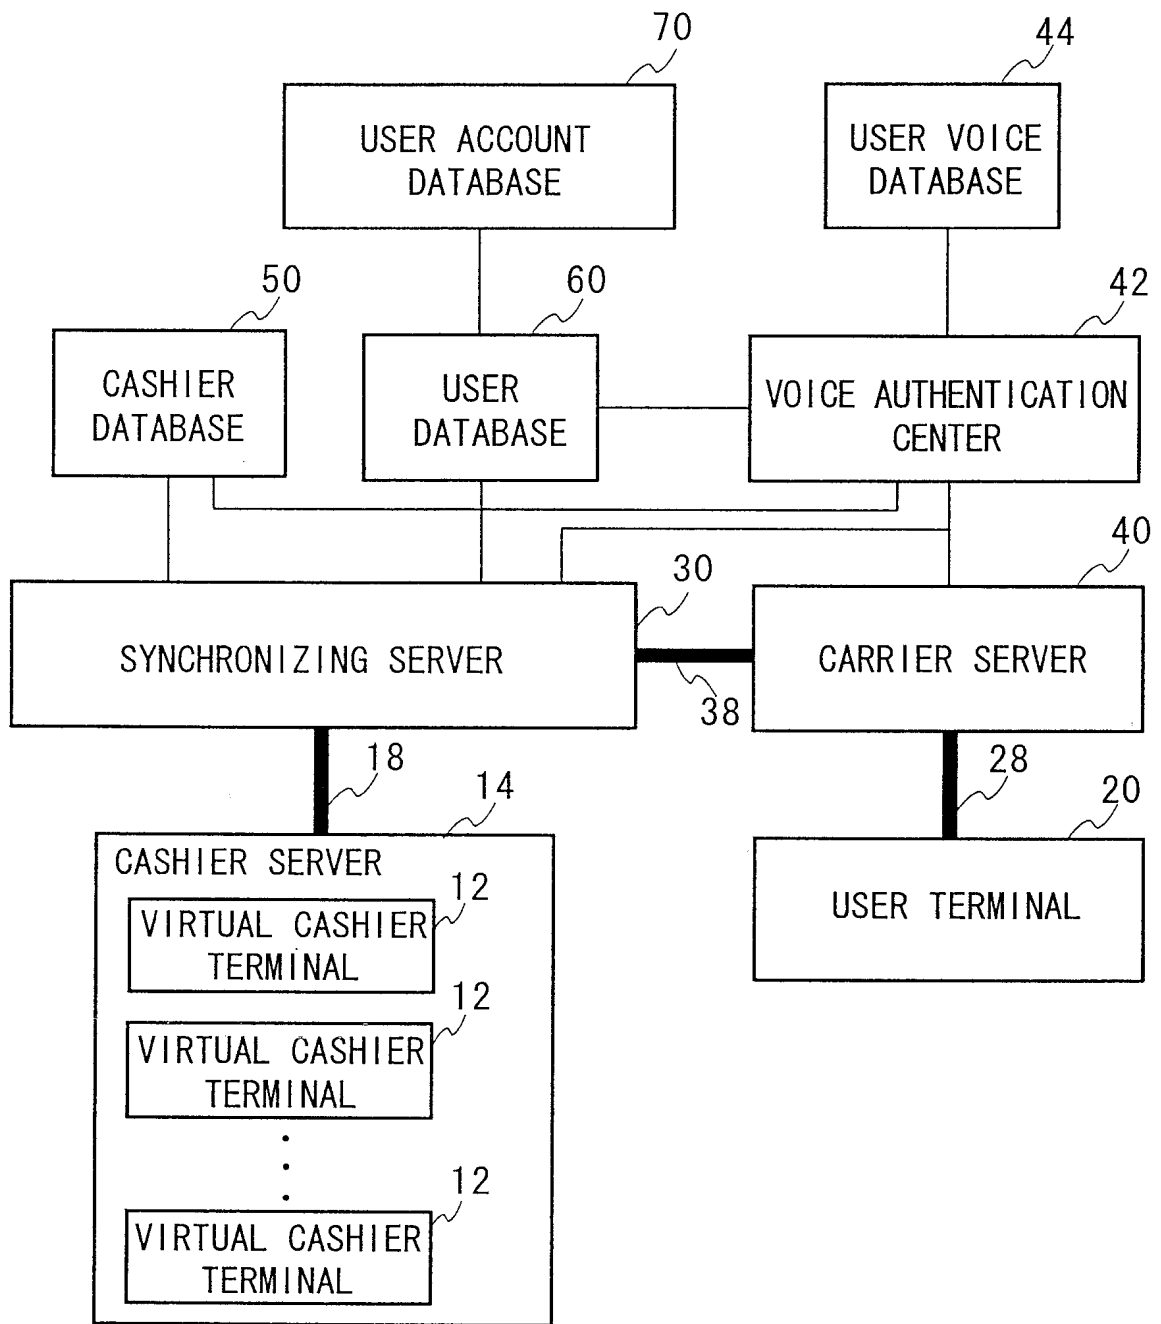 70
44
USER ACCOUNT
DATABASE
USER VOICE
DATABASE
50
60
42
CASHIER
DATABASE
USER
DATABASE
VOICE AUTHENTICATION
CENTER
30
40
SYNCHRONIZING SERVER
CARRIER SERVER
38
18
28
14
20
CASHIER SERVER
12
VIRTUAL CASHIER
TERMINAL
USER TERMINAL
12
VIRTUAL CASHIER
TERMINAL
12
VIRTUAL CASHIER
TERMINAL